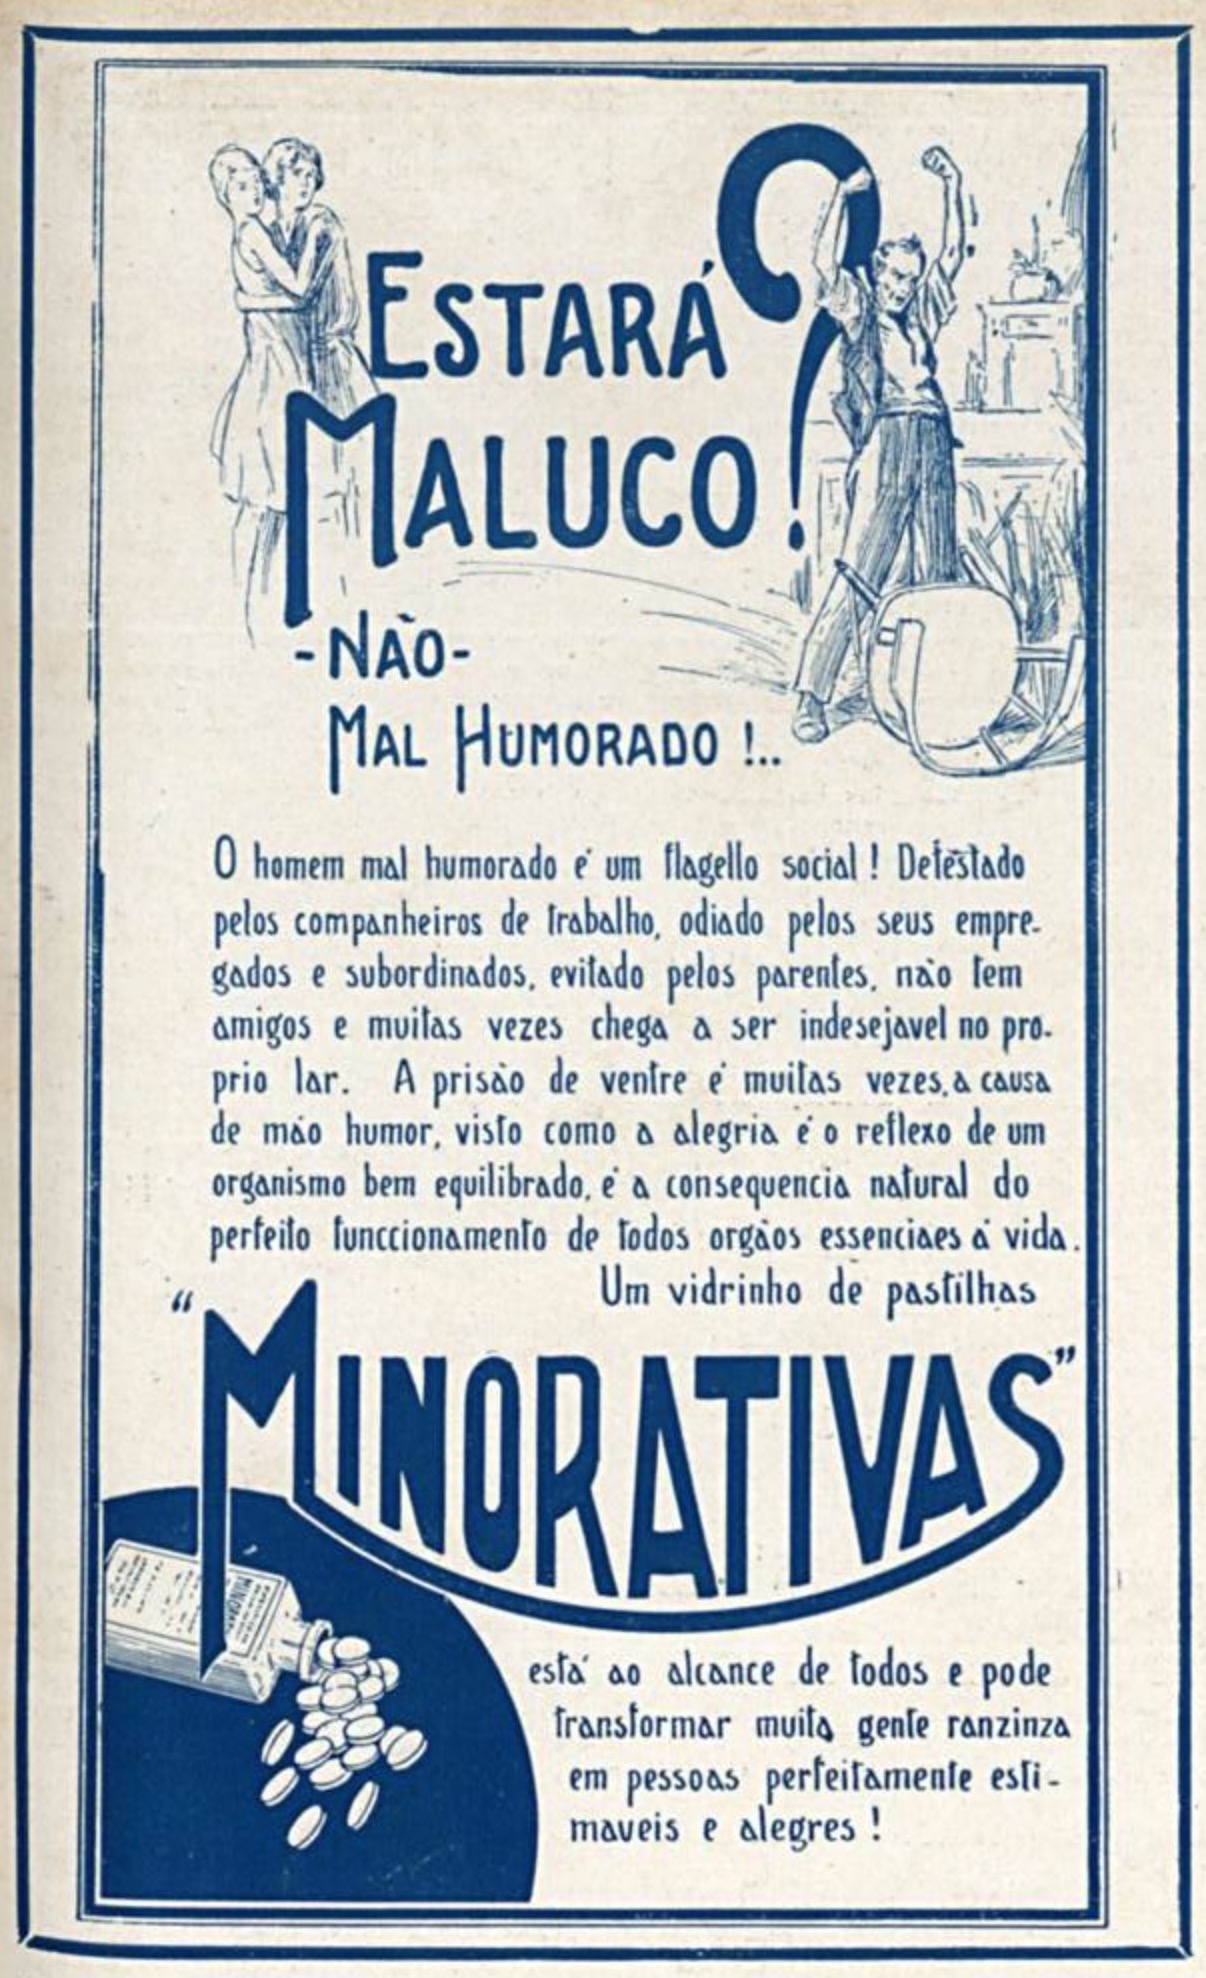 ESTARÁ
MALUCO?
-NÃO-
MAL HUMORADO !..
O homem mal humorado é um flagello social ! Detestado
pelos companheiros de trabalho, odiado pelos seus empre-
gados e subordinados, evitado pelos parentes, não tem
amigos e muitas vezes chega a ser indesejavel no pro-
prio lar. A prisão de ventre é muitas vezes, a causa
de máo humor, visto como a alegria é o reflexo de um
organismo bem equilibrado, é a consequencia natural do
perfeito funccionamento de todos orgãos essenciaes á vida.
Um vidrinho de pastilhas
“MINORATIVAS”
está ao alcance de todos e pode
transformar muita gente ranzinza
em pessoas perfeitamente esti-
maveis e alegres !